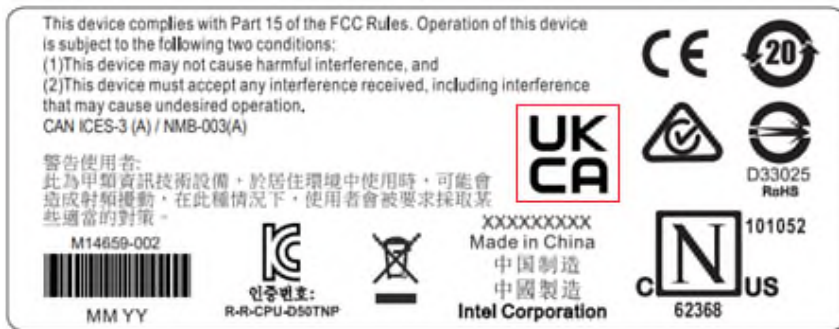 This device complies with Part 15 of the FCC Rules. Operation of this device
is subject to the following two conditions:
(1)This device may not cause harmful interference, and
(2)This device must accept any interference received, including interference
that may cause undesired operation.
CAN ICES-3 (A) / NMB-003(A)
警告使用者:
此為甲類資訊技術設備，於居住環境中使用時，可能會
造成射頻擾動，在此種情況下，使用者會被要求採取某
些適當的對策。
M14659-002
MM YY
인증번호:
R-R-CPU-D50TNP
CE
20
UK
CA
D33025
RoHS
XXXXXXXXX
Made in China
中国制造
中國製造
Intel Corporation
N
101052
C US
62368